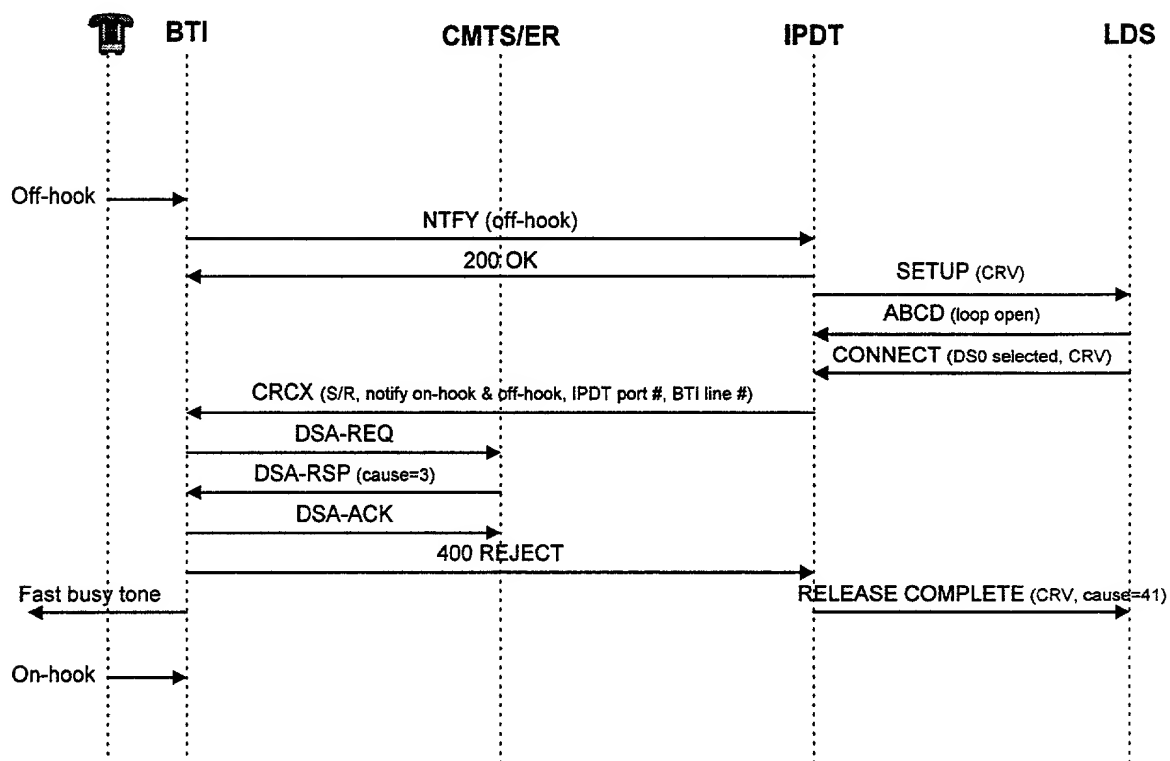 BTI CMTS/ER IPDT LDS
Off-hook
NTFY (off-hook)
200 OK
SETUP (CRV)
ABCD (loop open)
CONNECT (DS0 selected, CRV)
CRCX (S/R, notify on-hook & off-hook, IPDT port #, BTI line #)
DSA-REQ
DSA-RSP (cause=3)
DSA-ACK
400 REJECT
Fast busy tone RELEASE COMPLETE (CRV, cause=41)
On-hook